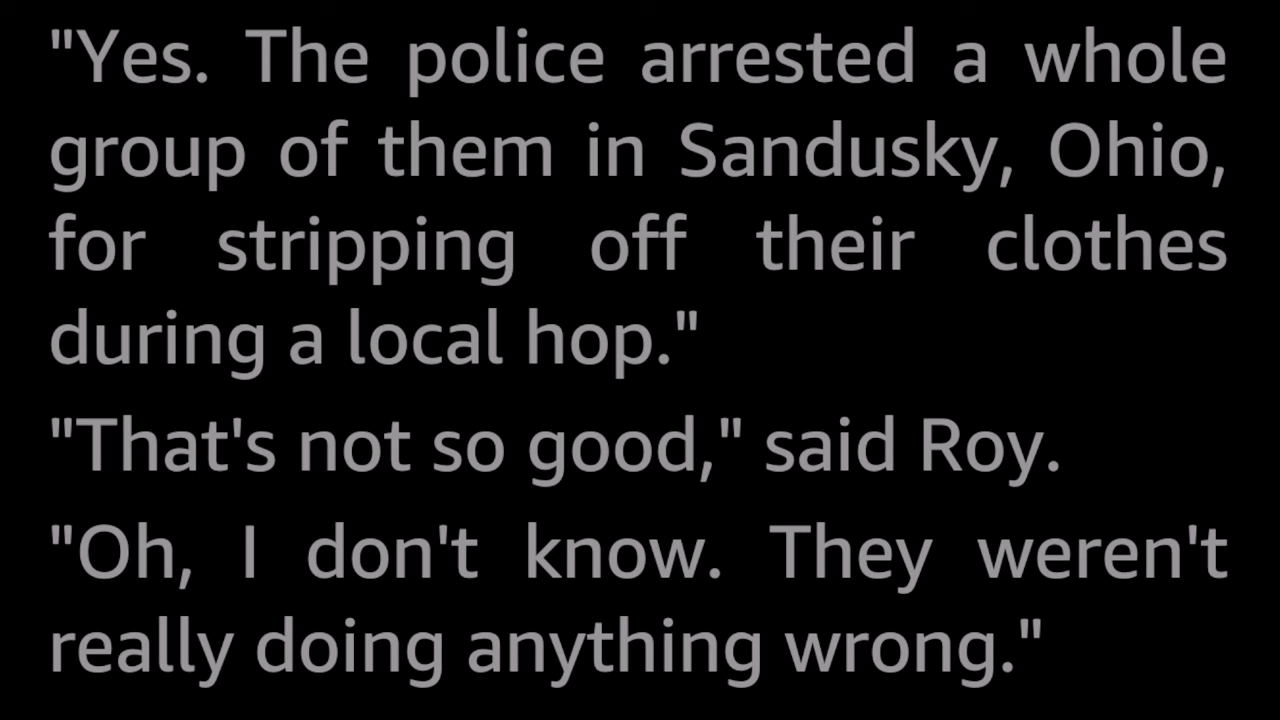 "Yes. The police arrested a whole
group of them in Sandusky, Ohio,
for stripping off their clothes
during a local hop."
"That's not so good," said Roy.
"Oh, I don't know. They weren't
really doing anything wrong."